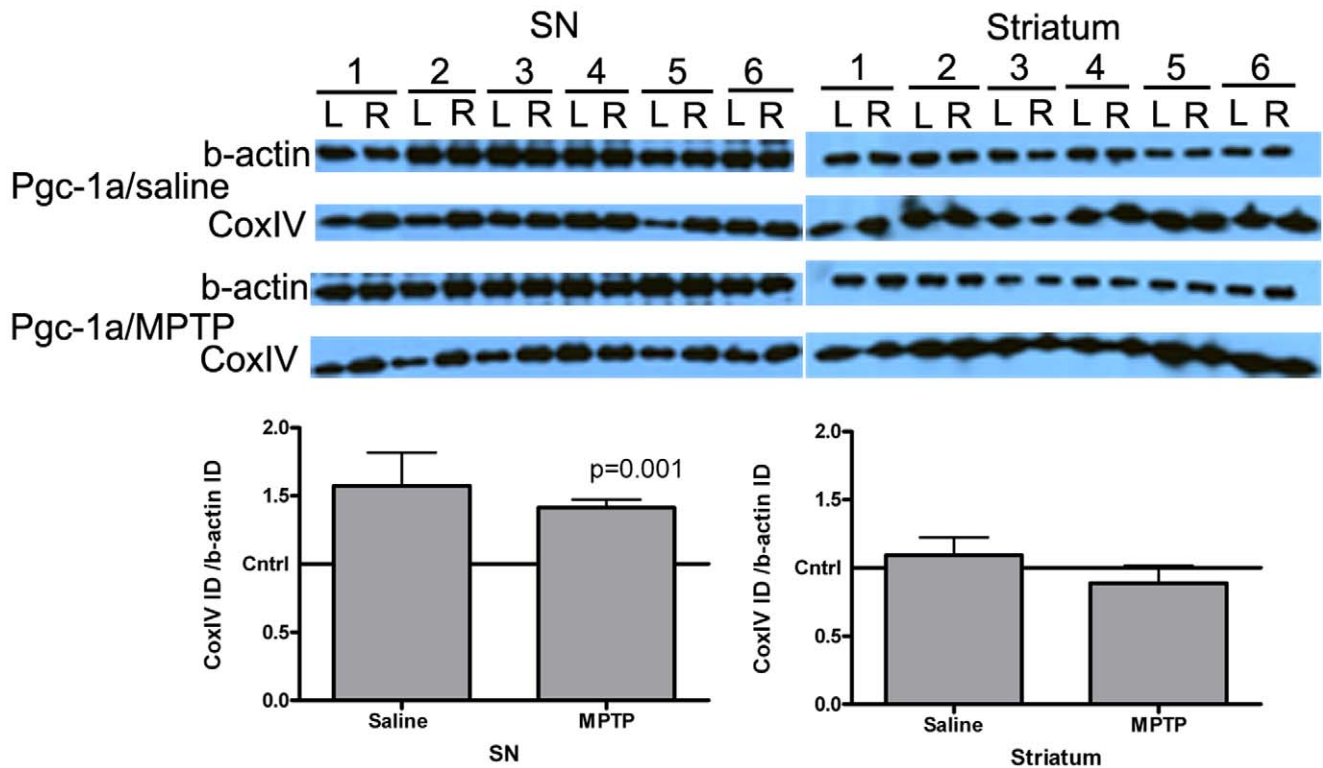 SN Striatum
1 2 3 4 5 6 1 2 3 4 5 6
L R L R L R L R L R L R L R L R L R L R L R L R
b-actin
Pgc-1a/saline
CoxIV
b-actin
Pgc-1a/MPTP
CoxIV
2.0
1.5
Cntrl
0.5
0.0
CoxIV ID /b-actin ID
p=0.001
Saline MPTP
SN
2.0
1.5
Cntrl
0.5
0.0
CoxIV ID /b-actin ID
Saline MPTP
Striatum